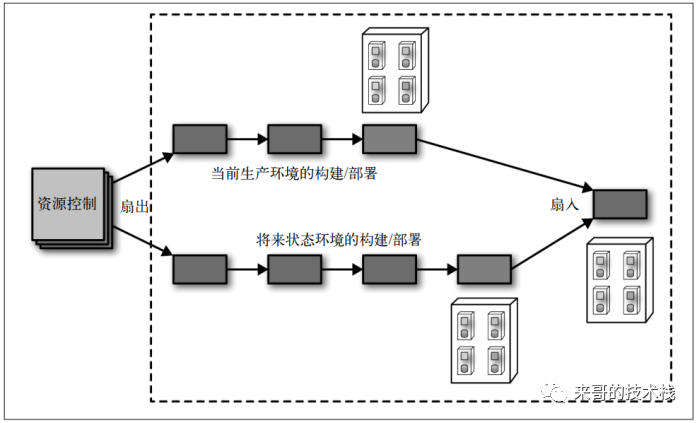 当前生产环境的构建/部署
资源控制
扇出
扇入
将来状态环境的构建/部署
来哥的技术栈